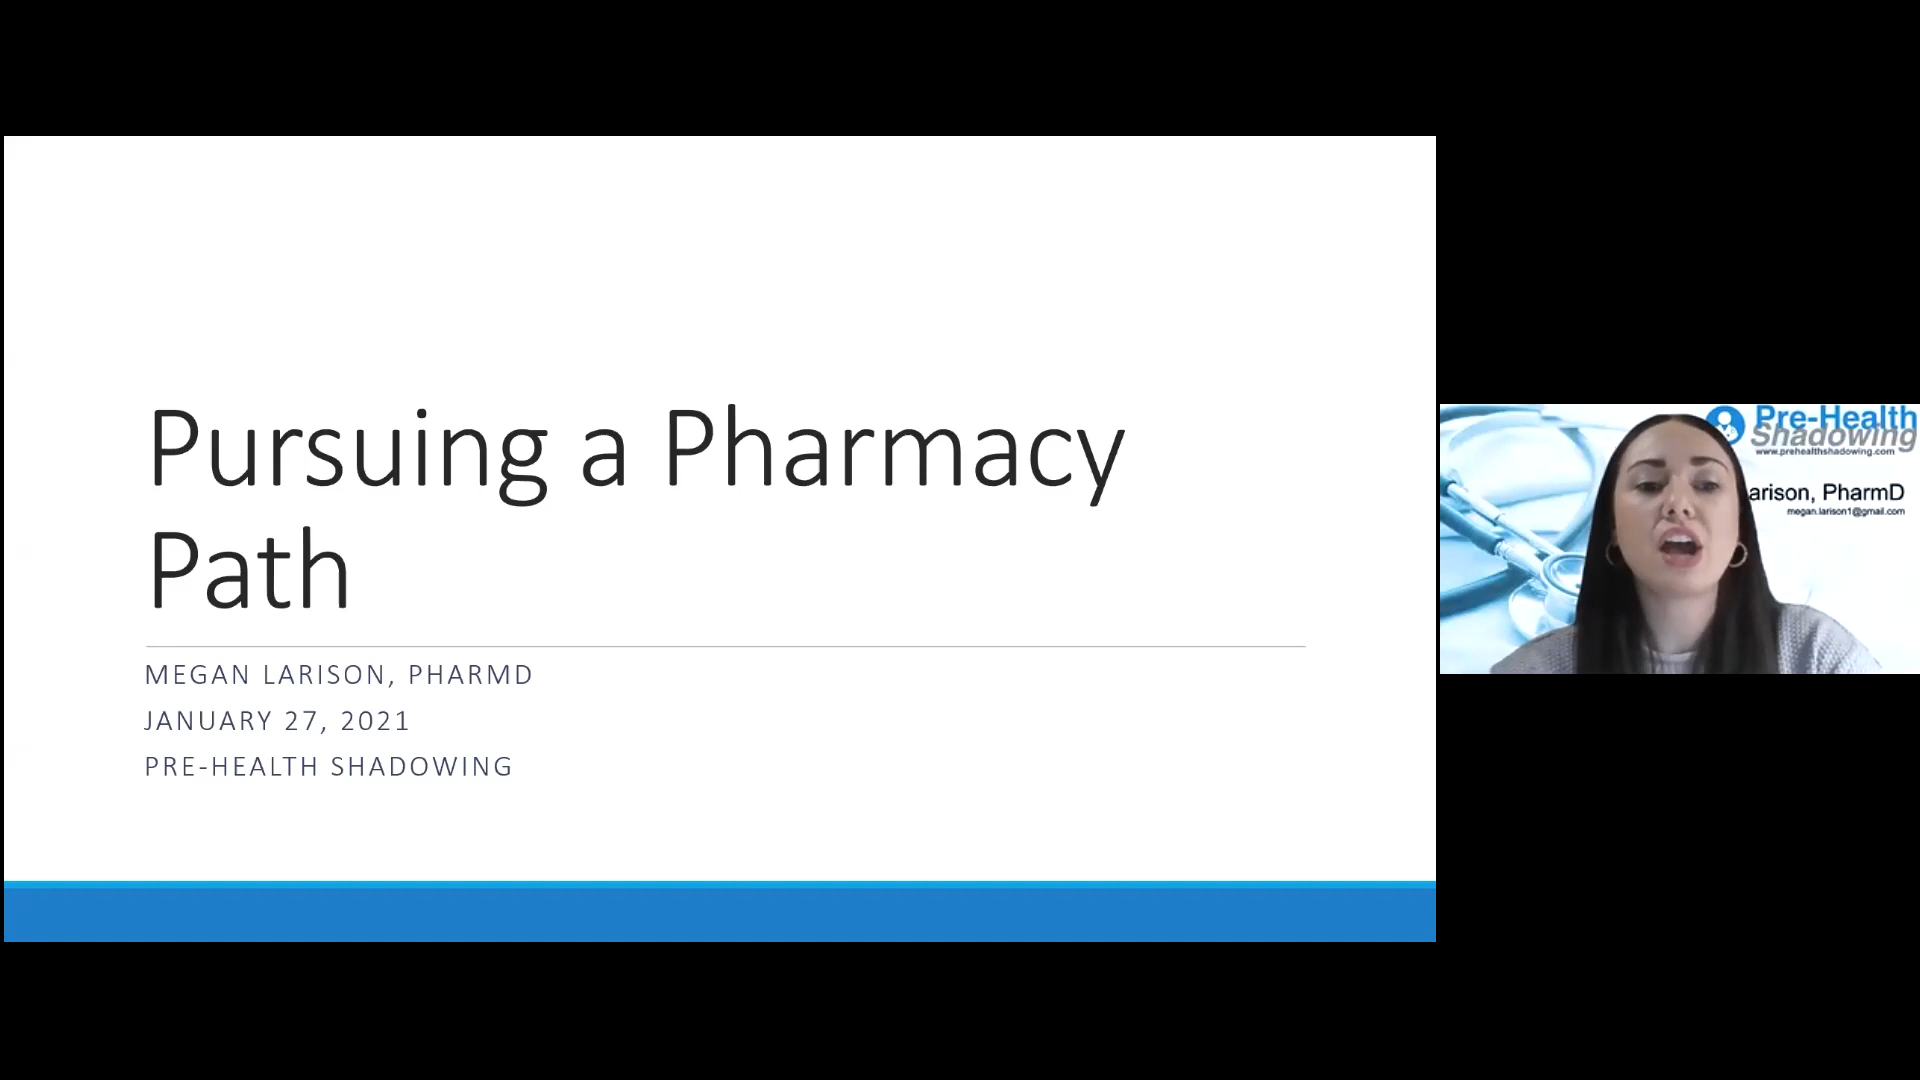 Pursuing a Pharmacy
Path
MEGAN LARISON, PHARMD
JANUARY 27, 2021
PRE-HEALTH SHADOWING
Pre-Health
Shadowing
www.prehealthshadowing.com
arison, PharmD
megan.larison1@gmail.com